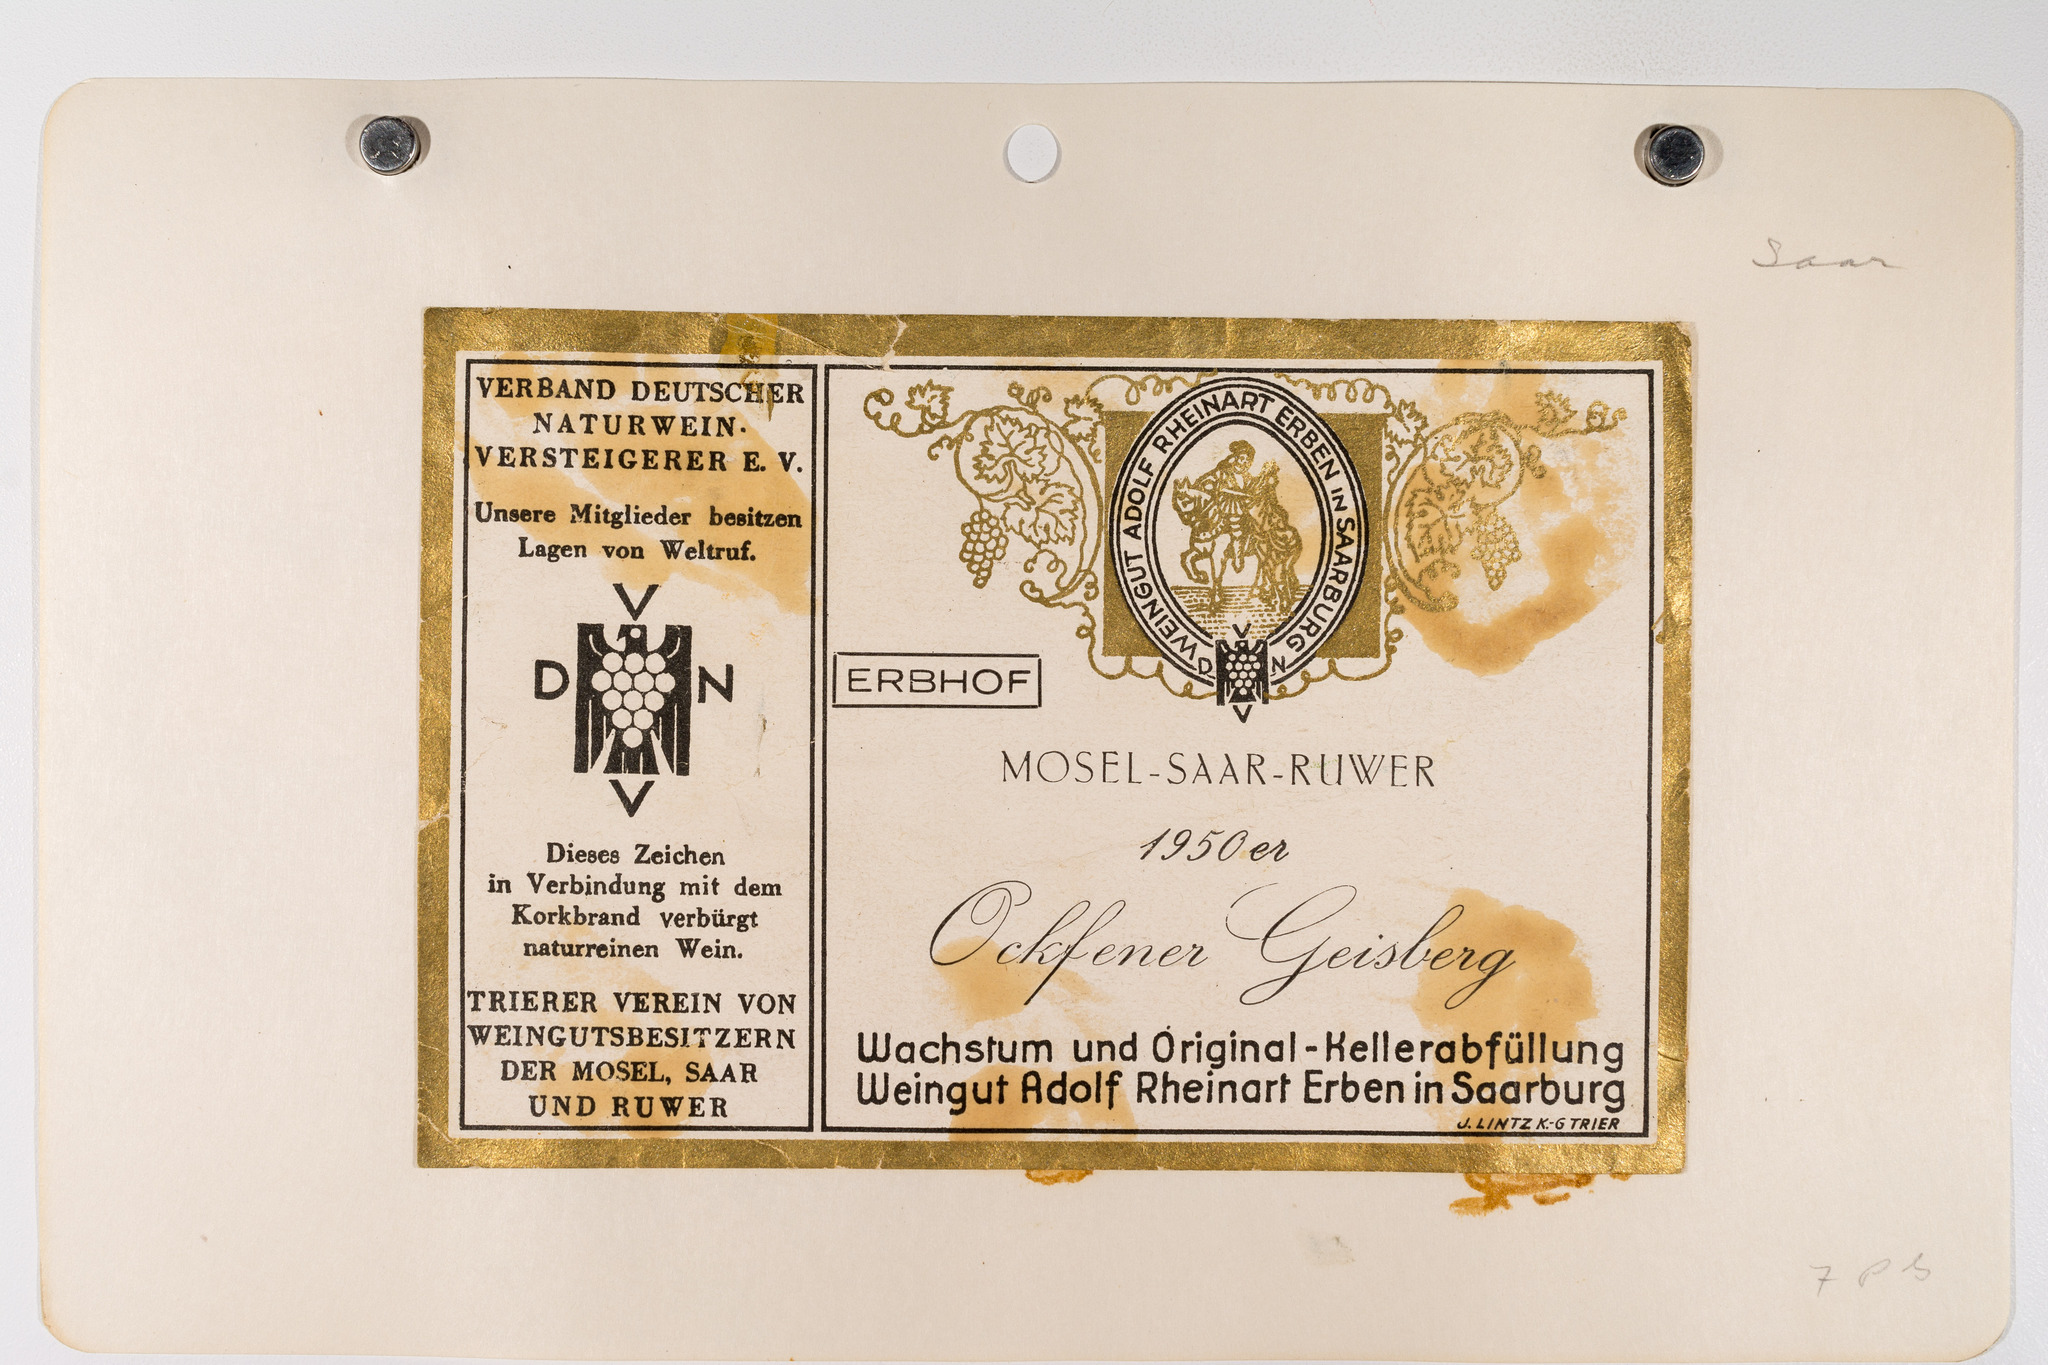 Saar
VERBAND DEUTSCHER
NATURWEIN-
VERSTEIGERER E. V.
Unsere Mitglieder besitzen
Lagen von Weltruf.
V
D N
V
Dieses Zeichen
in Verbindung mit dem
Korkbrand verbürgt
naturreinen Wein.
TRIERER VEREIN VON
WEINGUTSBESITZERN
DER MOSEL, SAAR
UND RUWER
WEINGUT ADOLF RHEINART ERBEN IN SAARBURG
V
D N
V
ERBHOF
MOSEL-SAAR-RUWER
1950er
Ockfener Geisberg
Wachstum und Original-Kellerabfüllung
Weingut Adolf Rheinart Erben in Saarburg
J. LINTZ K.-G TRIER